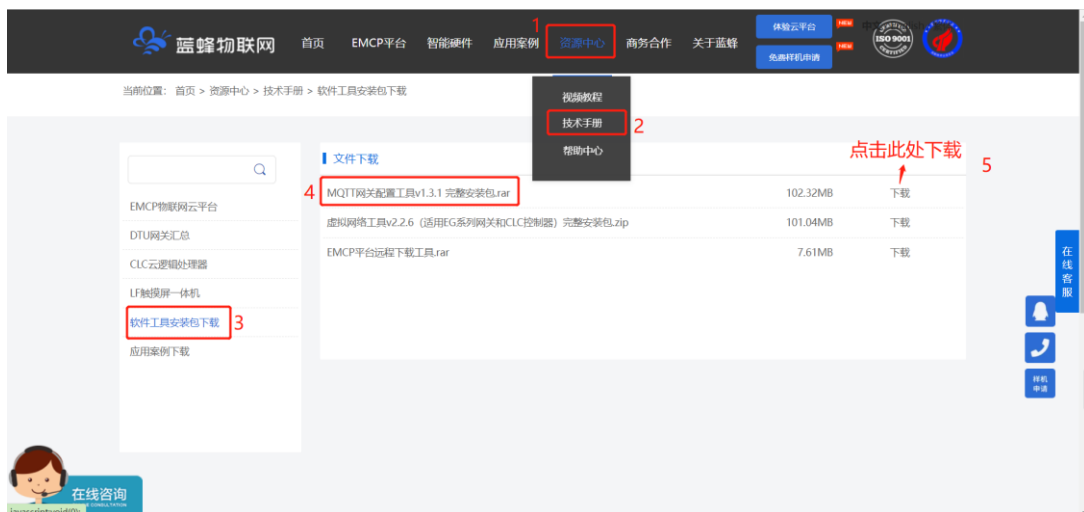 1
蓝蜂物联网
首页 EMCP平台 智能硬件 应用案例 资源中心 商务合作 关于蓝蜂
体验云平台 NEW
免费样机申请 NEW
ISO 9001
CERTIFIED
当前位置: 首页 > 资源中心 > 技术手册 > 软件工具安装包下载
视频教程
技术手册 2
帮助中心
文件下载
点击此处下载 5
4 MQTT网关配置工具v1.3.1 完整安装包.rar 102.32MB 下载
虚拟网络工具v2.2.6（适用EG系列网关和CLC控制器）完整安装包.zip 101.04MB 下载
EMCP平台远程下载工具.rar 7.61MB 下载
EMCP物联网云平台
DTU网关汇总
CLC云逻辑处理器
LF触摸屏一体机
软件工具安装包下载 3
应用案例下载
在线客服
样机
申请
在线咨询